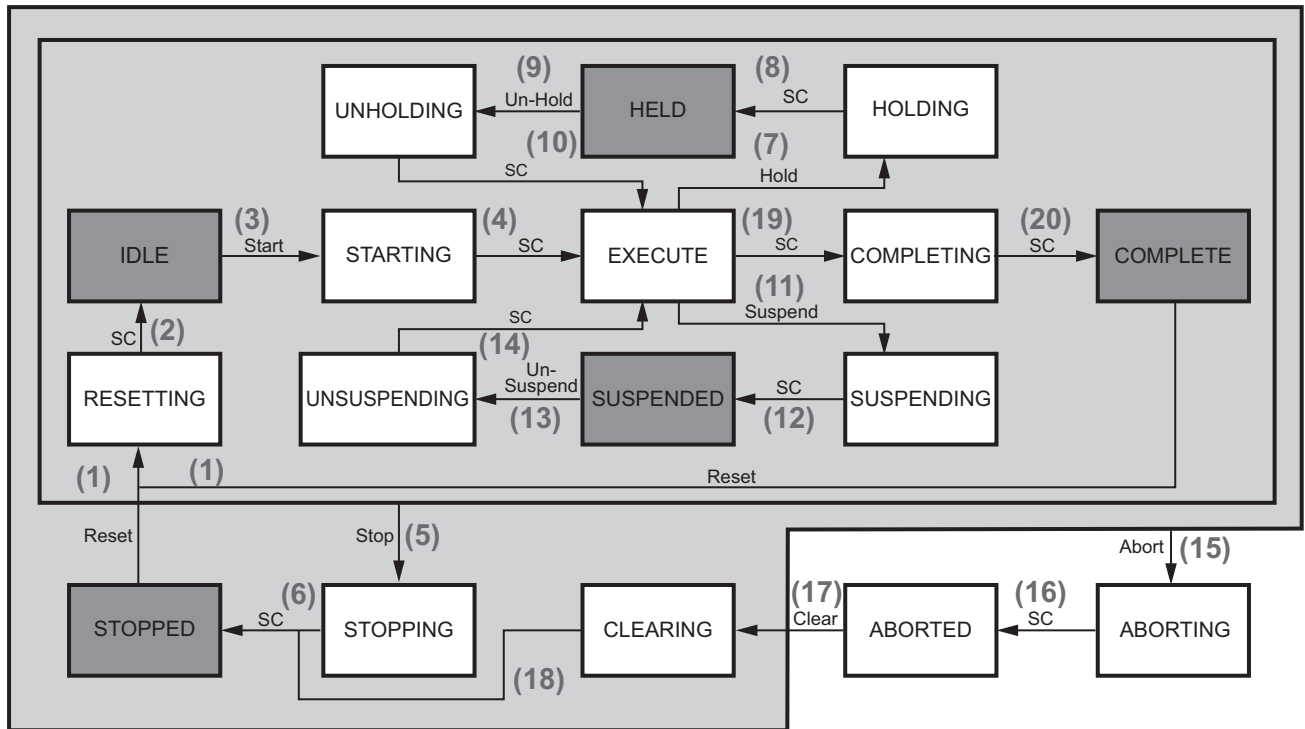 (9)
(8)
UNHOLDING
Un-Hold
HELD
SC
HOLDING
(10)
(7)
SC
Hold
(3)
(4)
(19)
(20)
IDLE
Start
STARTING
SC
EXECUTE
SC
COMPLETING
SC
COMPLETE
(11)
Suspend
SC
(2)
SC
(14)
RESETTING
UNSUSPENDING
Un-
Suspend
SUSPENDED
SC
SUSPENDING
(13)
(12)
(1)
(1)
Reset
Reset
Stop
(5)
Abort
(15)
(6)
(17)
(16)
STOPPED
SC
STOPPING
CLEARING
Clear
ABORTED
SC
ABORTING
(18)